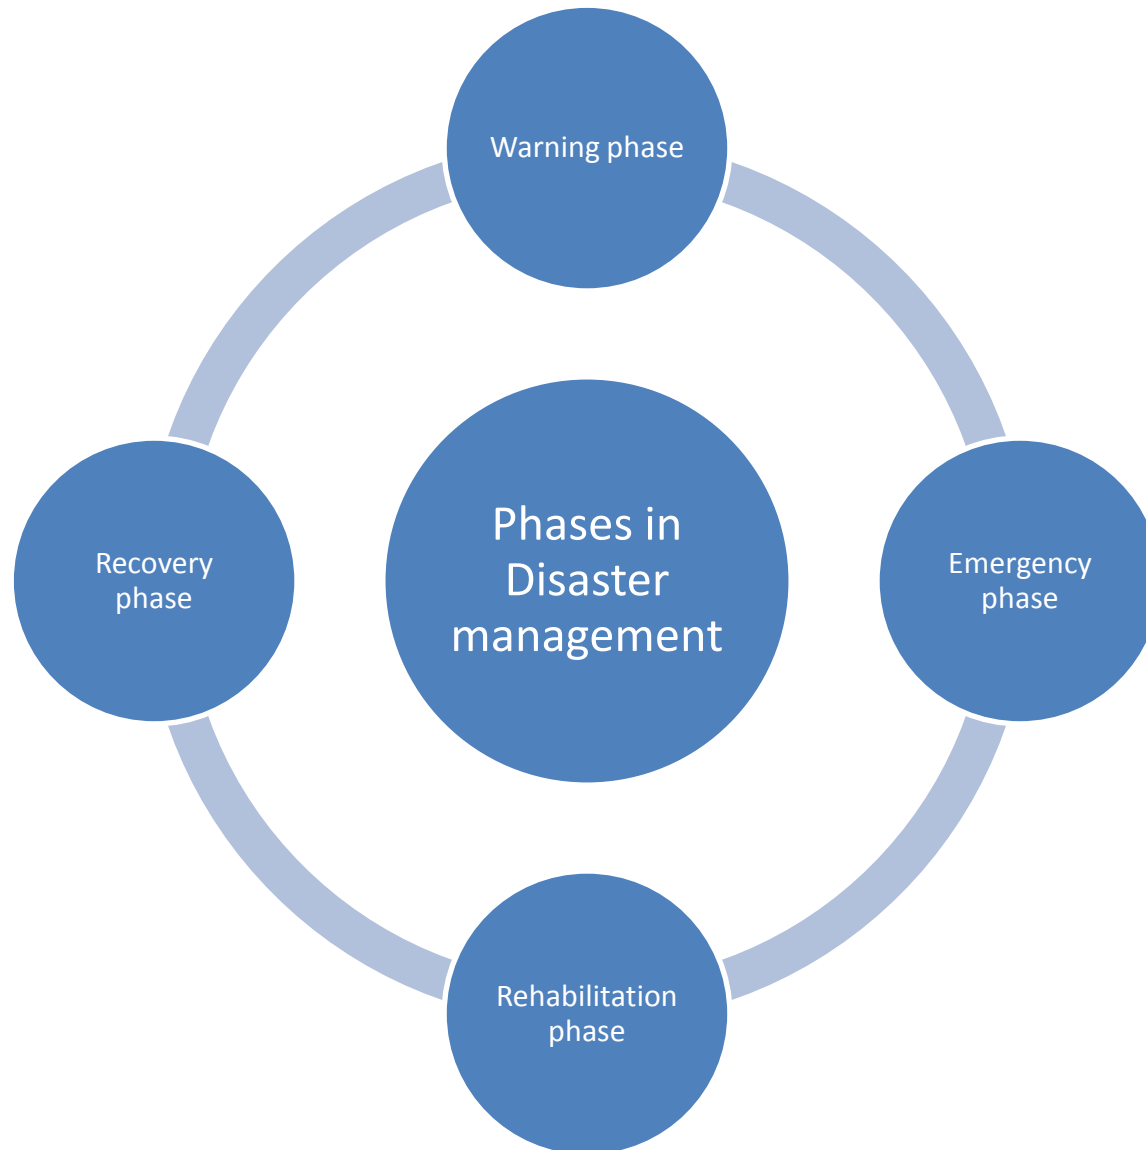 Warning phase
Recovery
phase
Phases in
Disaster
management
Emergency
phase
Rehabilitation
phase